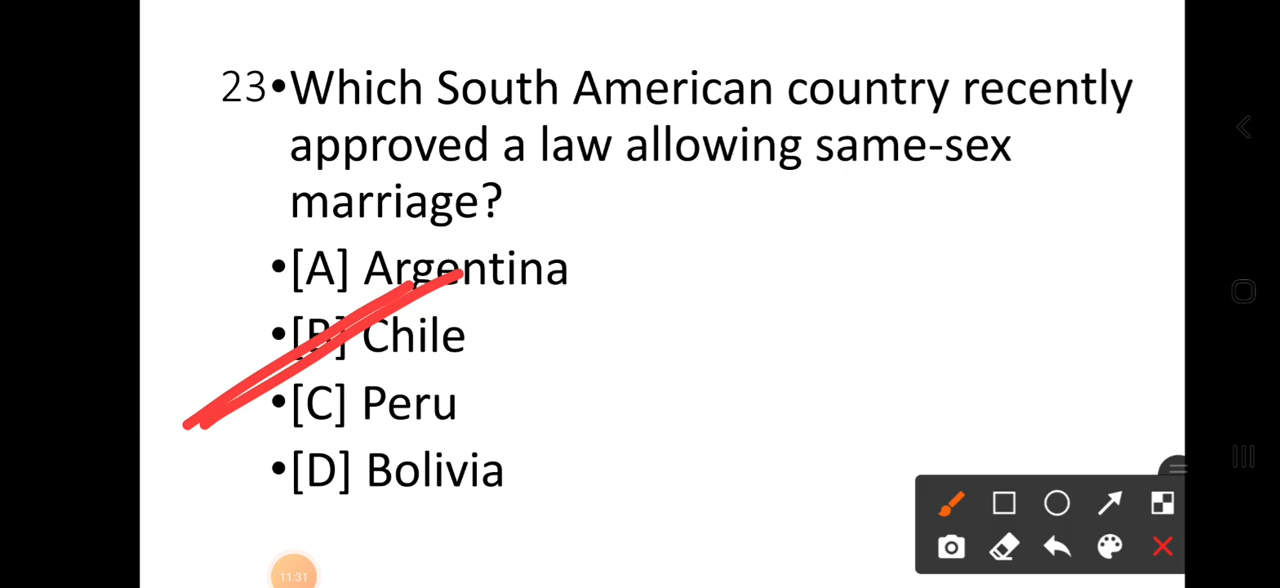 23•Which South American country recently
approved a law allowing same-sex
marriage?
•[A] Argentina
•[B] Chile
•[C] Peru
•[D] Bolivia
11:31